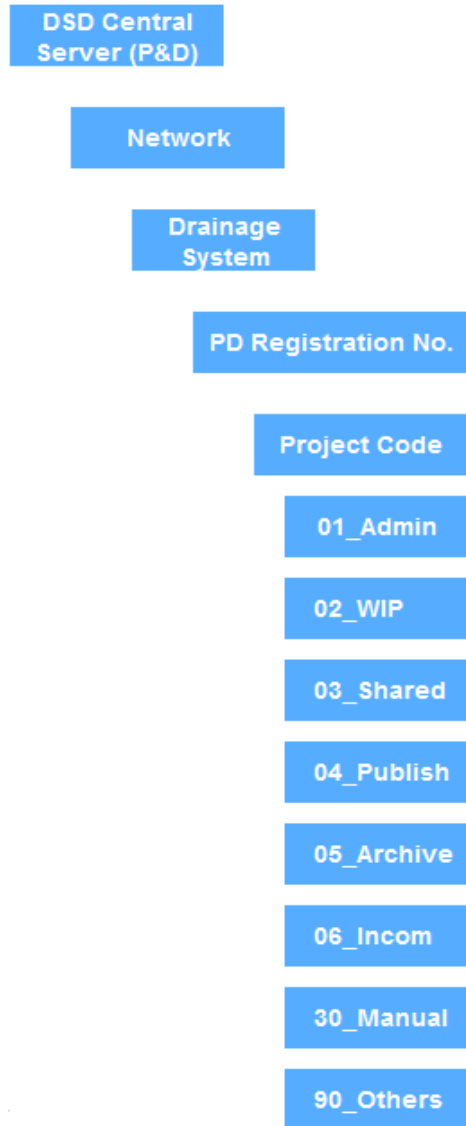 DSD Central
Server (P&D)
Network
Drainage
System
PD Registration No.
Project Code
01_Admin
02_WIP
03_Shared
04_Publish
05_Archive
06_Incom
30_Manual
90_Others